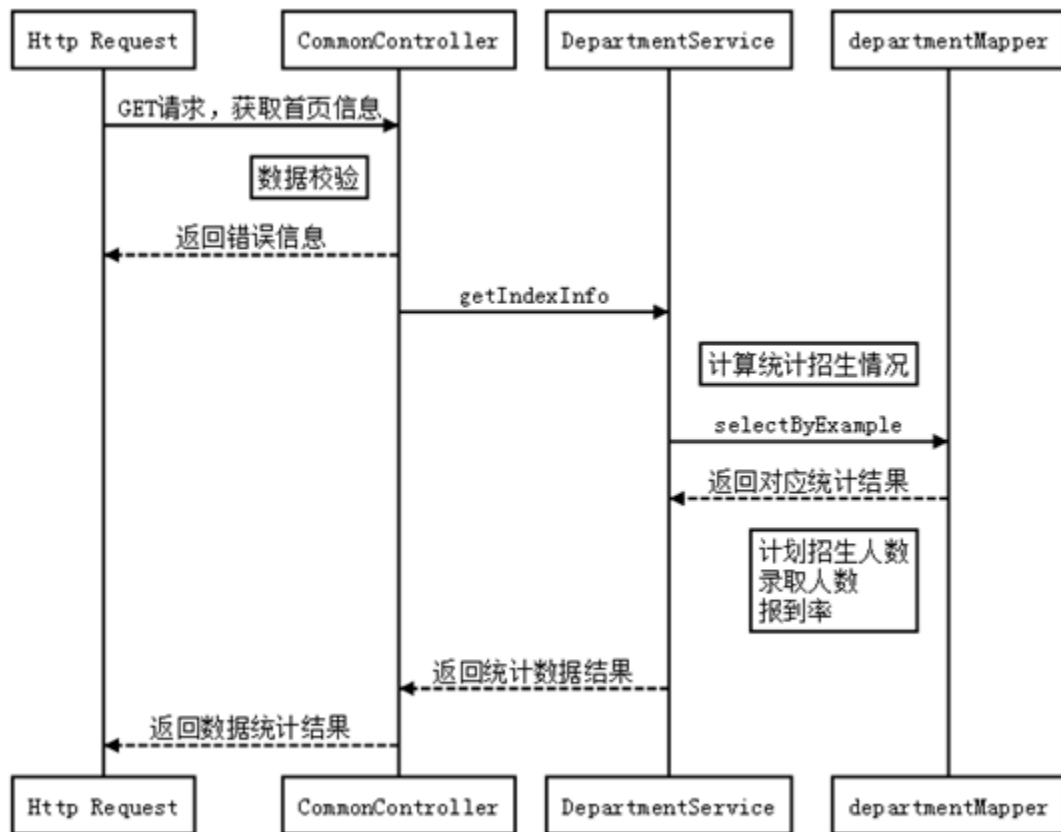 Http Request
CommonController
DepartmentService
departmentMapper
GET请求，获取首页信息
数据校验
返回错误信息
getIndexInfo
计算统计招生情况
selectByExample
返回对应统计结果
计划招生人数
录取人数
报到率
返回统计数据结果
返回数据统计结果
Http Request
CommonController
DepartmentService
departmentMapper